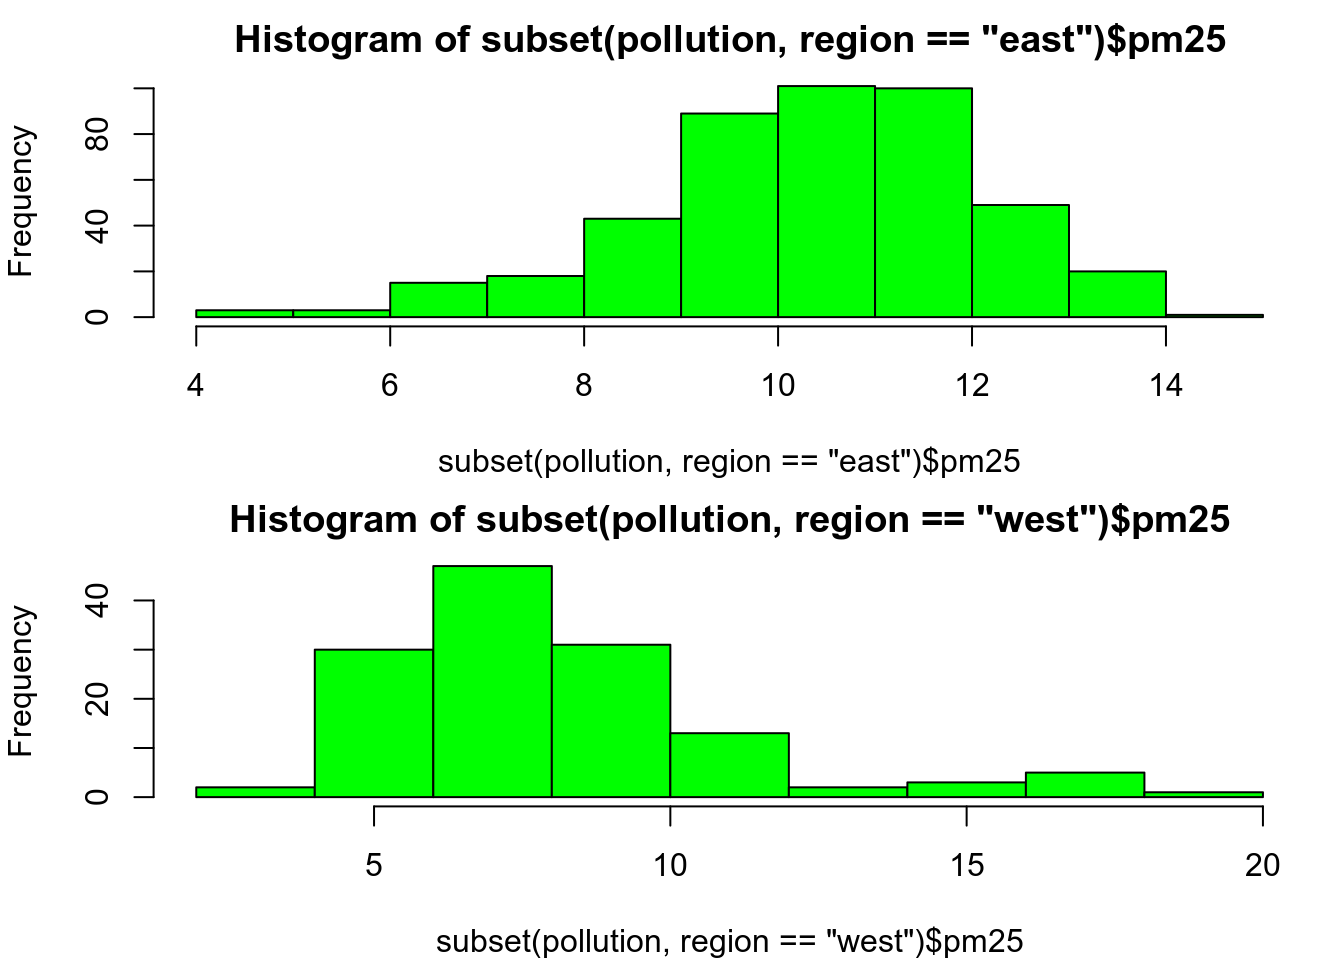 Histogram of subset(pollution, region == "east")$pm25
Frequency
80
40
0
4 6 8 10 12 14
subset(pollution, region == "east")$pm25
Histogram of subset(pollution, region == "west")$pm25
Frequency
40
20
0
5 10 15 20
subset(pollution, region == "west")$pm25